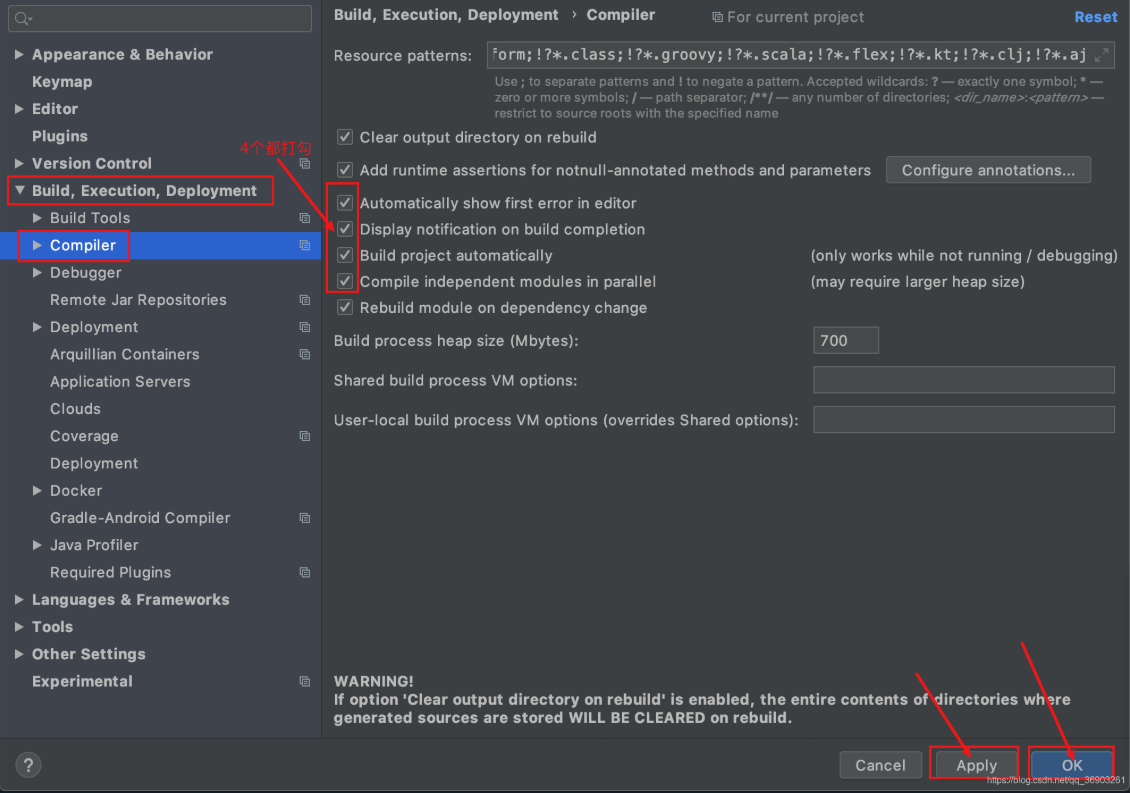 Appearance & Behavior
Keymap
Editor
Plugins
Version Control
Build, Execution, Deployment
Build Tools
Compiler
Debugger
Remote Jar Repositories
Deployment
Arquillian Containers
Application Servers
Clouds
Coverage
Deployment
Docker
Gradle-Android Compiler
Java Profiler
Required Plugins
Languages & Frameworks
Tools
Other Settings
Experimental
4个都打勾
Build, Execution, Deployment › Compiler
For current project
Reset
Resource patterns:
form;!?*.class;!?*.groovy;!?*.scala;!?*.flex;!?*.kt;!?*.clj;!?*.aj
Use ; to separate patterns and ! to negate a pattern. Accepted wildcards: ? — exactly one symbol; * —
zero or more symbols; / — path separator; /**/ — any number of directories; <dir_name>:<pattern> —
restrict to source roots with the specified name
Clear output directory on rebuild
Add runtime assertions for notnull-annotated methods and parameters
Configure annotations...
Automatically show first error in editor
Display notification on build completion
Build project automatically
(only works while not running / debugging)
Compile independent modules in parallel
(may require larger heap size)
Rebuild module on dependency change
Build process heap size (Mbytes):
700
Shared build process VM options:
User-local build process VM options (overrides Shared options):
WARNING!
If option 'Clear output directory on rebuild' is enabled, the entire contents of directories where
generated sources are stored WILL BE CLEARED on rebuild.
?
Cancel
Apply
OK
https://blog.csdn.net/qq_36903261